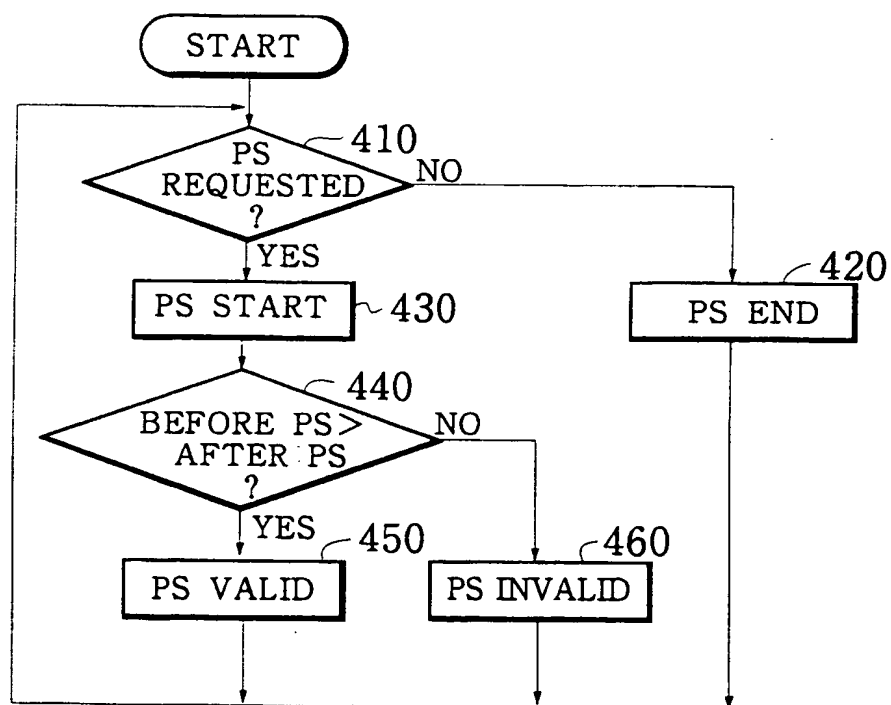 START
410
PS
REQUESTED
?
NO
YES
PS START
430
420
PS END
440
BEFORE PS>
AFTER PS
?
NO
YES
450
PS VALID
460
PS INVALID